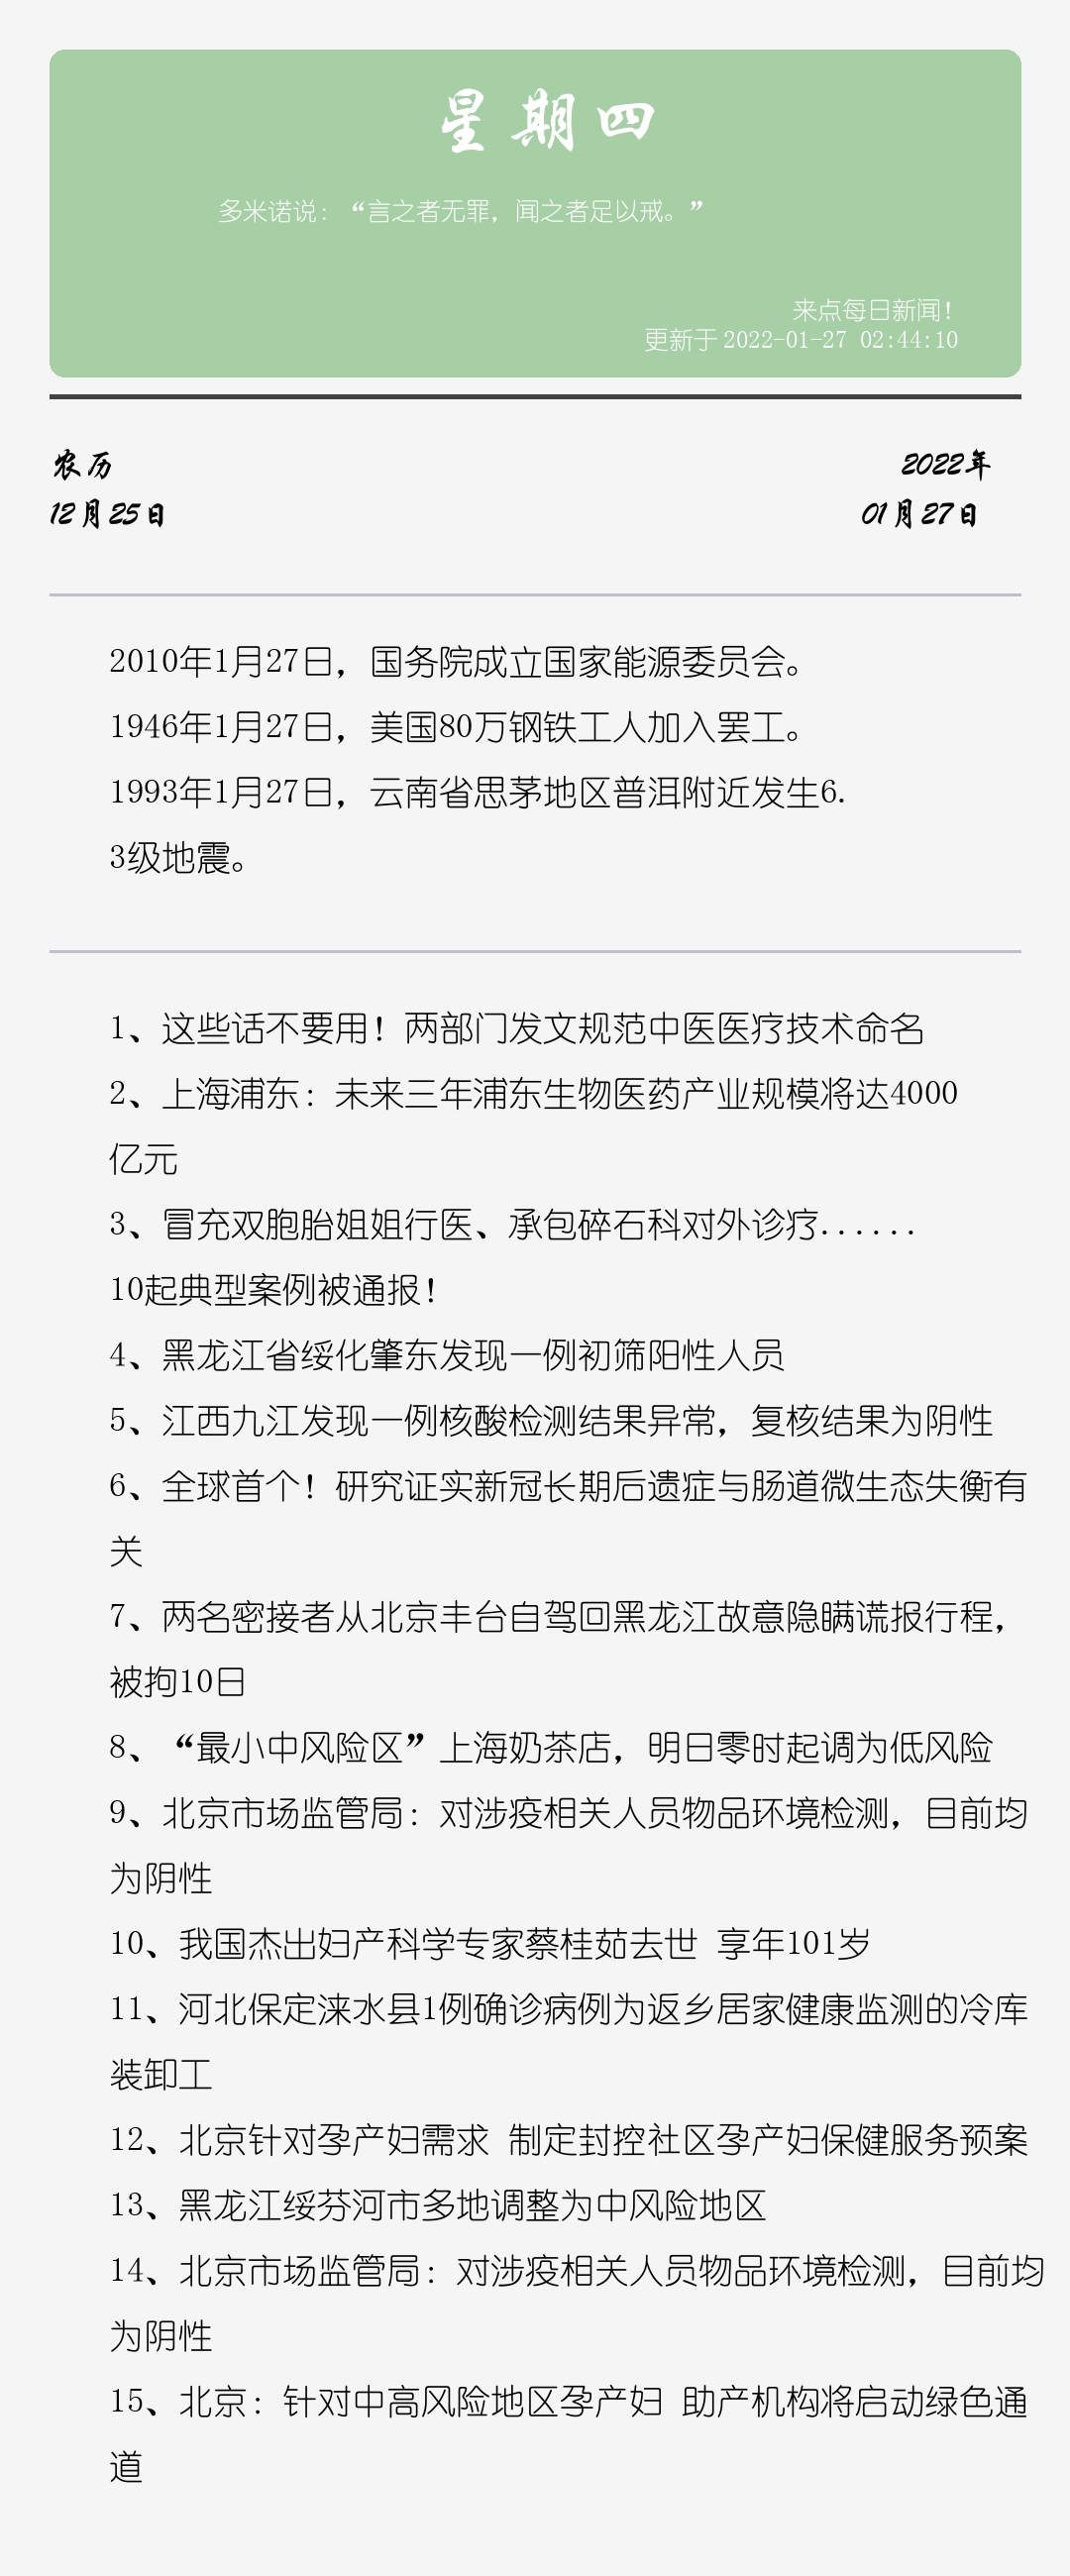 星期四
多米诺说：“言之者无罪，闻之者足以戒。”
来点每日新闻！
更新于 2022-01-27 02:44:10
农历
2022年
12月25日
01月27日
2010年1月27日，国务院成立国家能源委员会。
1946年1月27日，美国80万钢铁工人加入罢工。
1993年1月27日，云南省思茅地区普洱附近发生6.
3级地震。
1、这些话不要用！两部门发文规范中医医疗技术命名
2、上海浦东：未来三年浦东生物医药产业规模将达4000
亿元
3、冒充双胞胎姐姐行医、承包碎石科对外诊疗......
10起典型案例被通报！
4、黑龙江省绥化肇东发现一例初筛阳性人员
5、江西九江发现一例核酸检测结果异常，复核结果为阴性
6、全球首个！研究证实新冠长期后遗症与肠道微生态失衡有
关
7、两名密接者从北京丰台自驾回黑龙江故意隐瞒谎报行程，
被拘10日
8、“最小中风险区”上海奶茶店，明日零时起调为低风险
9、北京市场监管局：对涉疫相关人员物品环境检测，目前均
为阴性
10、我国杰出妇产科学专家蔡桂茹去世 享年101岁
11、河北保定涞水县1例确诊病例为返乡居家健康监测的冷库
装卸工
12、北京针对孕产妇需求 制定封控社区孕产妇保健服务预案
13、黑龙江绥芬河市多地调整为中风险地区
14、北京市场监管局：对涉疫相关人员物品环境检测，目前均
为阴性
15、北京：针对中高风险地区孕产妇 助产机构将启动绿色通
道